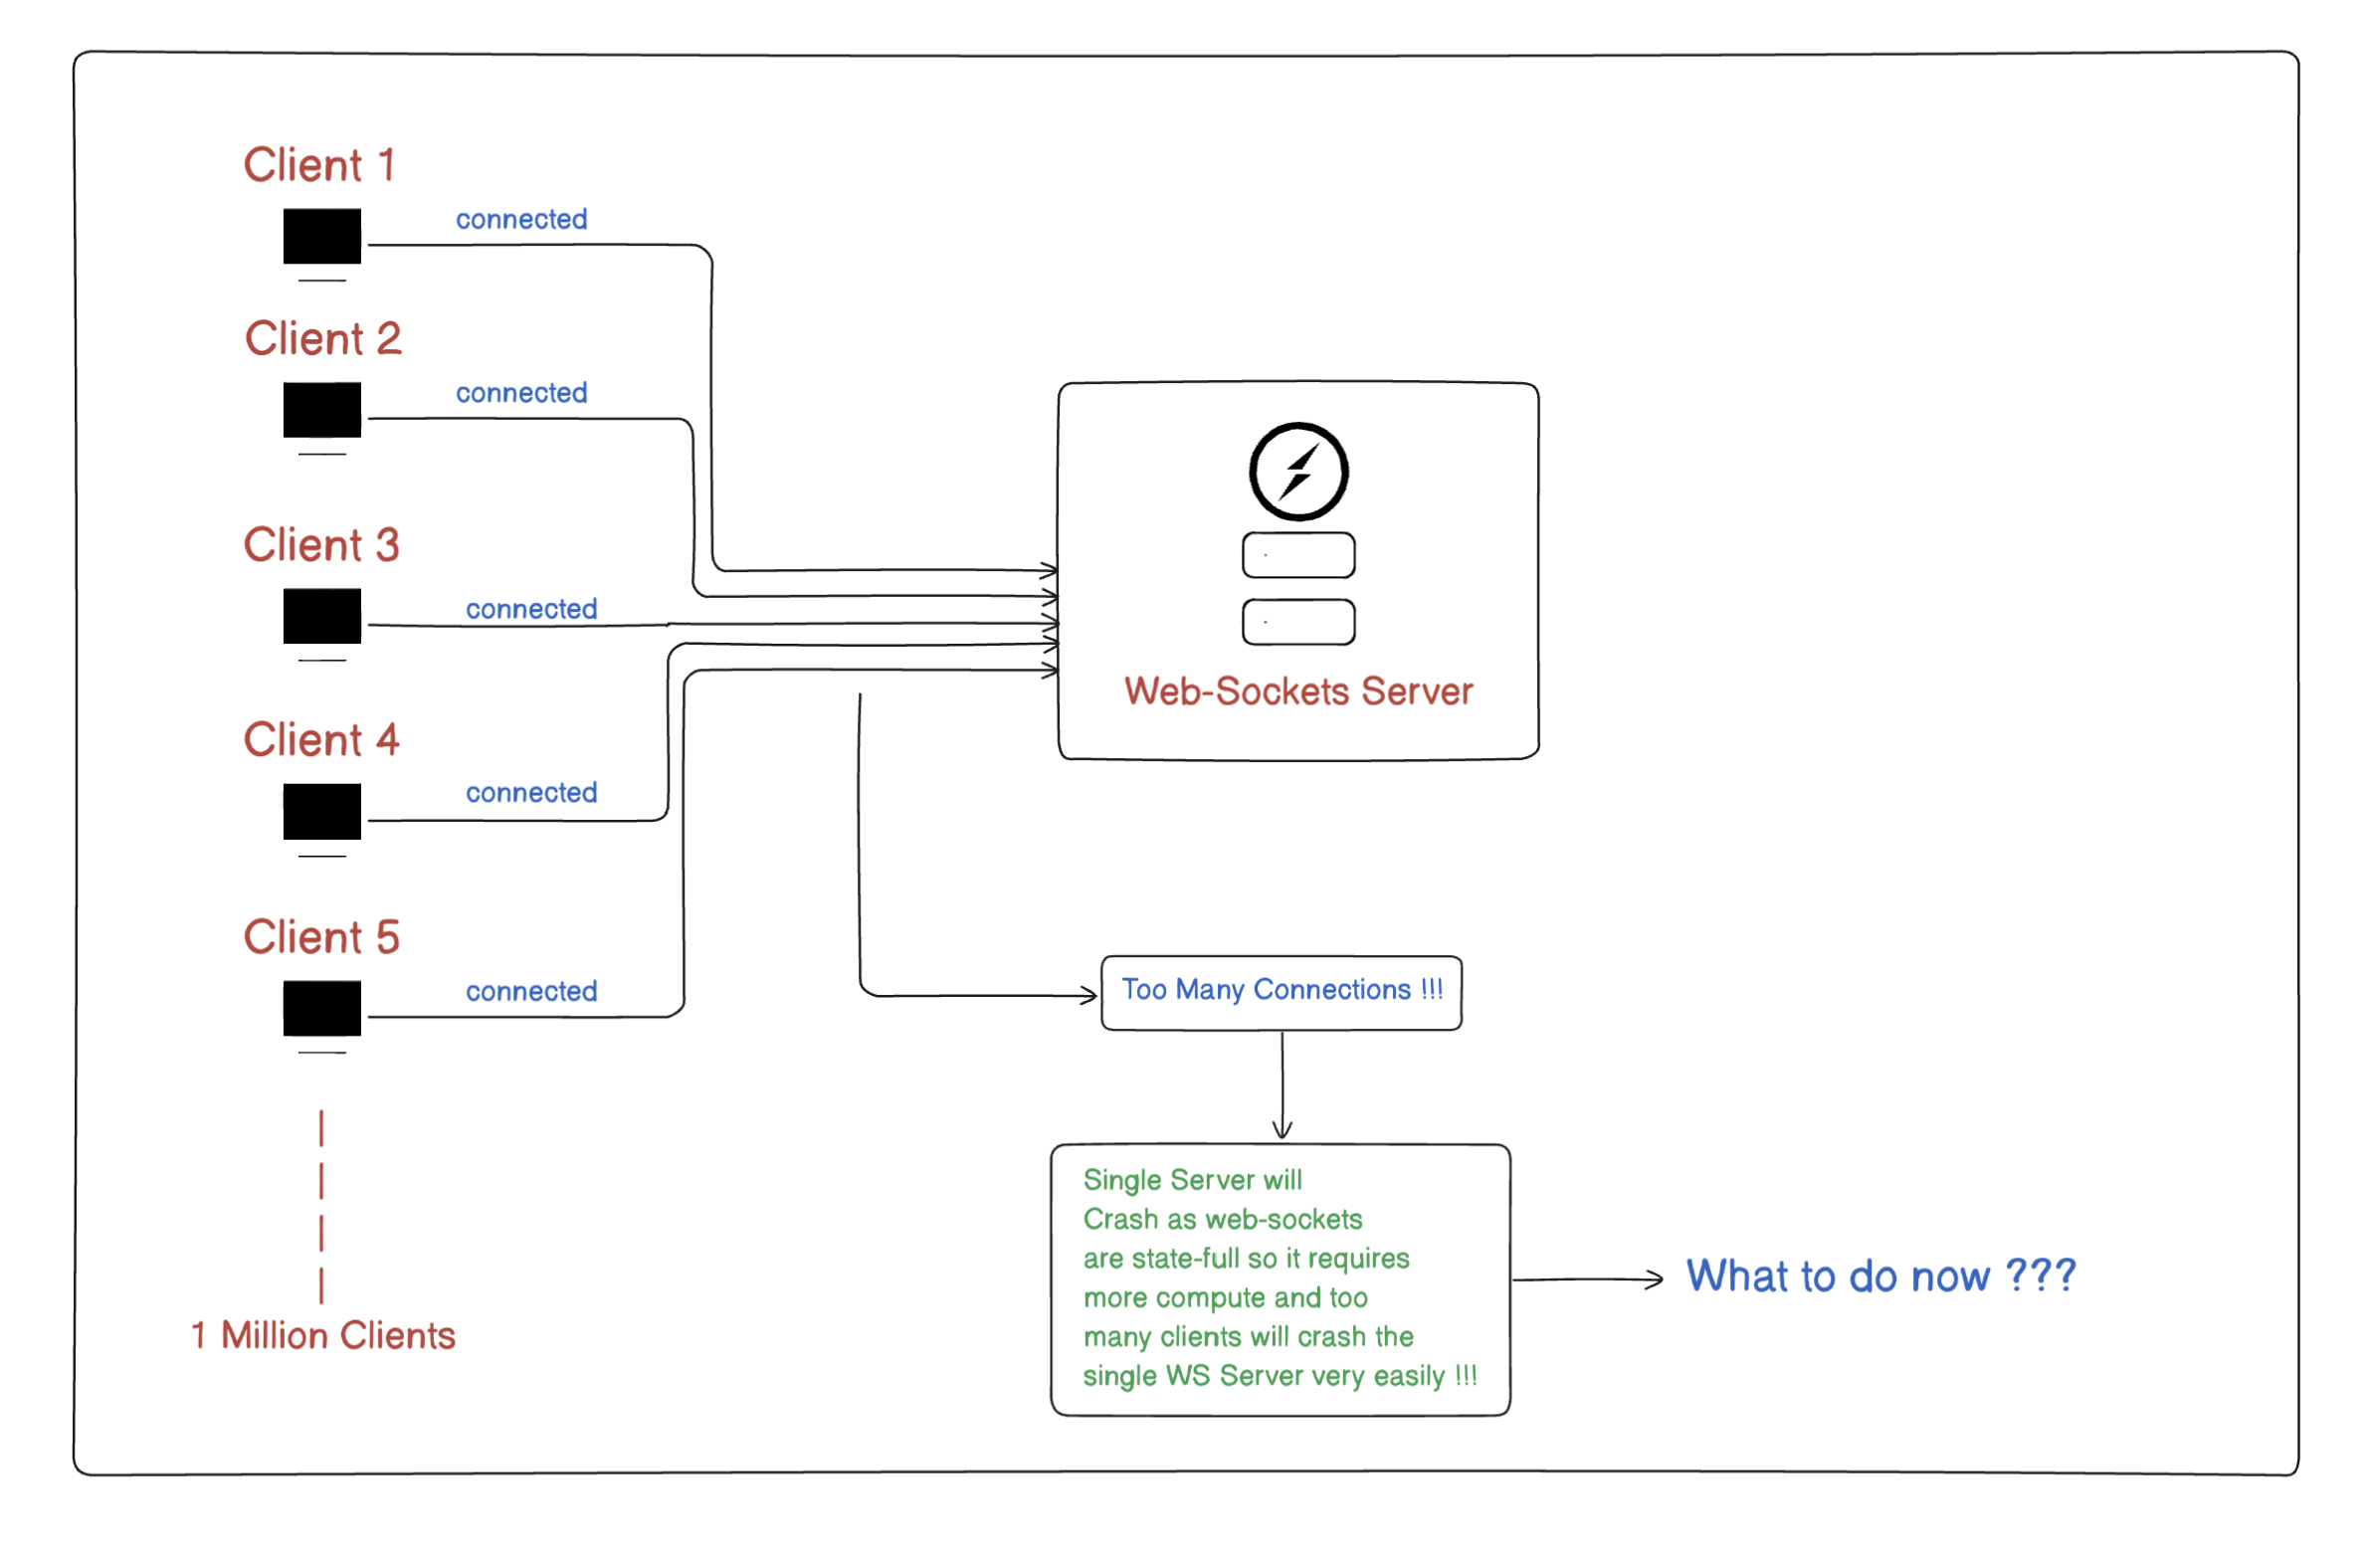 Client 1
connected
Client 2
connected
Client 3
connected
Web-Sockets Server
Client 4
connected
Client 5
connected
Too Many Connections !!!
Single Server will
Crash as web-sockets
are state-full so it requires
more compute and too
many clients will crash the
single WS Server very easily !!!
What to do now ???
1 Million Clients